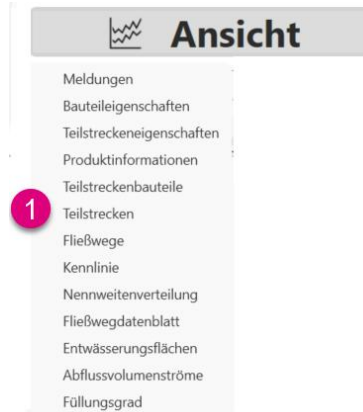 Ansicht
Meldungen
Bauteileigenschaften
Teilstreckeneigenschaften
Produktinformationen
Teilstreckenbauteile
1
Teilstrecken
Fließwege
Kennlinie
Nennweitenverteilung
Fließwegdatenblatt
Entwässerungsflächen
Abflussvolumenströme
Füllungsgrad